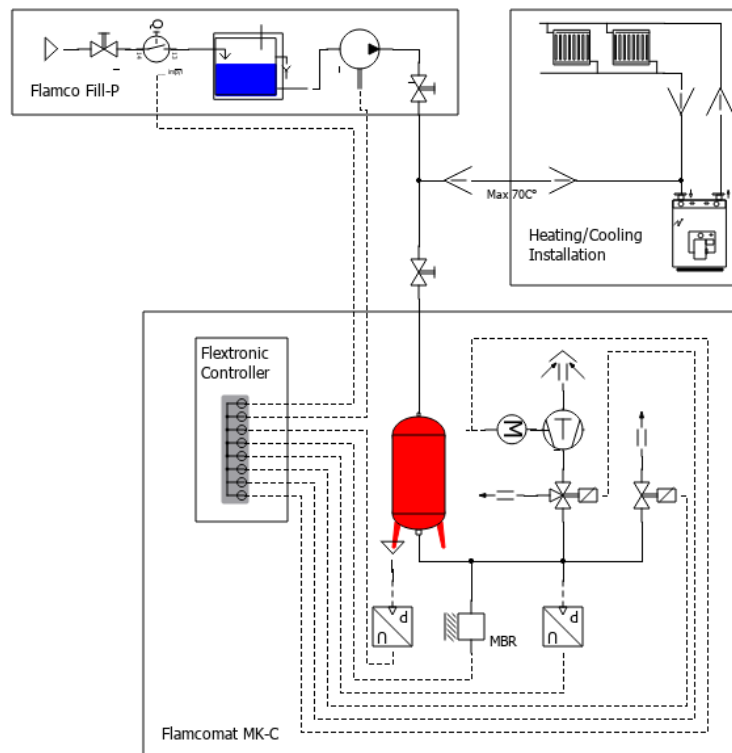 Flamco Fill-P
Max 70C°
Heating/Cooling
Installation
Flextronic
Controller
M
T
P
U
MBR
P
U
Flamcomat MK-C